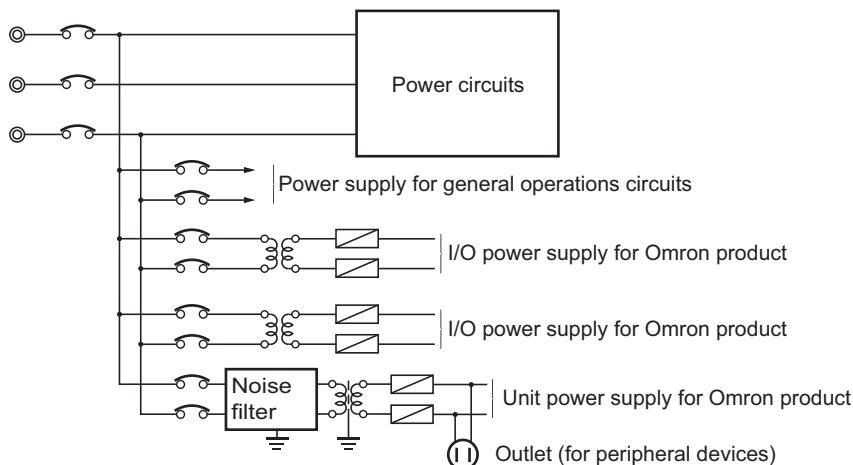 Power circuits
Power supply for general operations circuits
I/O power supply for Omron product
I/O power supply for Omron product
Noise
filter
Unit power supply for Omron product
Outlet (for peripheral devices)